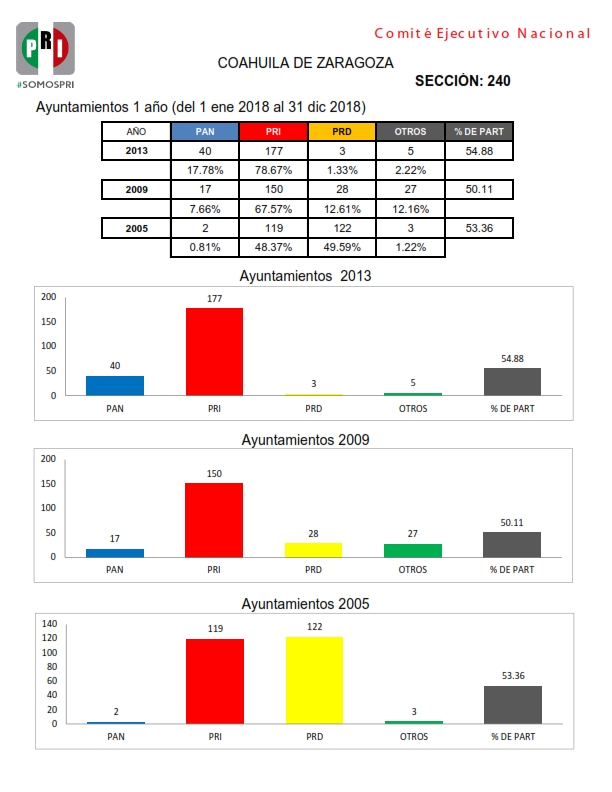 Comité Ejecutivo Nacional
PRI
#SOMOSPRI
COAHUILA DE ZARAGOZA
SECCIÓN: 240
Ayuntamientos 1 año (del 1 ene 2018 al 31 dic 2018)
AÑO PAN PRI PRD OTROS % DE PART
2013 40 177 3 5 54.88
17.78% 78.67% 1.33% 2.22%
2009 17 150 28 27 50.11
7.66% 67.57% 12.61% 12.16%
2005 2 119 122 3 53.36
0.81% 48.37% 49.59% 1.22%
Ayuntamientos 2013
200
150
100
50
0
40 177 3 5 54.88
PAN PRI PRD OTROS % DE PART
Ayuntamientos 2009
200
150
100
50
0
17 150 28 27 50.11
PAN PRI PRD OTROS % DE PART
Ayuntamientos 2005
140
120
100
80
60
40
20
0
2 119 122 3 53.36
PAN PRI PRD OTROS % DE PART